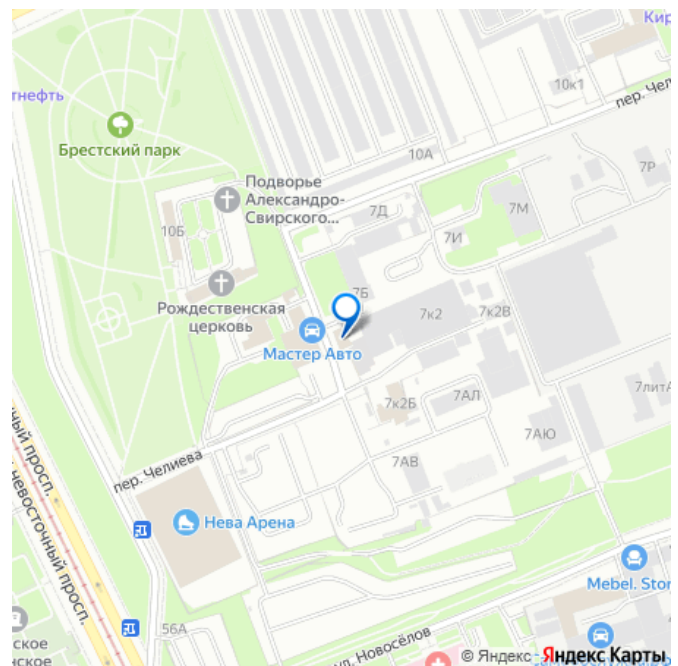 Кир
тнефть
10к1
пер. Чел
Брестский парк
10А
Подворье
Александро-
Свирского...
7Р
7Д
7М
10Б
7И
Рождественская
церковь
7Б
7к2
7к2В
Мастер Авто
7к2Б
7АЛ
7литА
7АЮ
7АВ
пер. Челиева
ный просп.
невосточный просп.
Нева Арена
Mebel. Stor
56А
ское
нское
ул. Новосёлов
© Яндекс Яндекс Карты